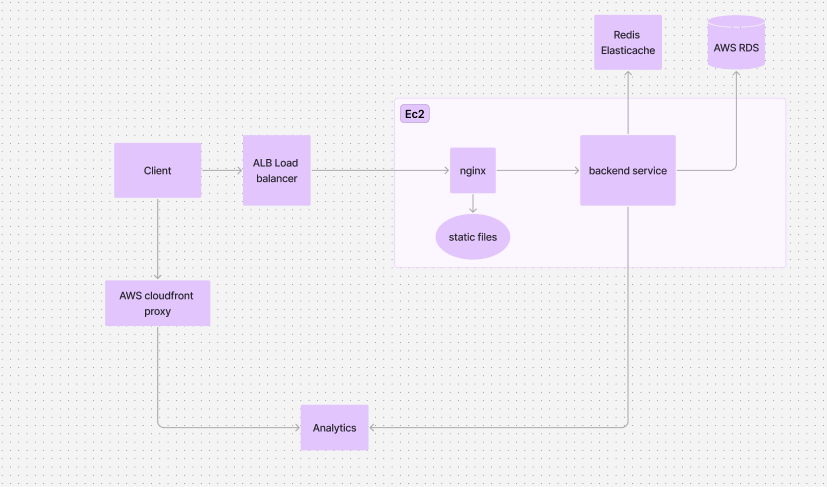 Redis
Elasticache
AWS RDS
Ec2
Client
ALB Load
balancer
nginx
backend service
static files
AWS cloudfront
proxy
Analytics